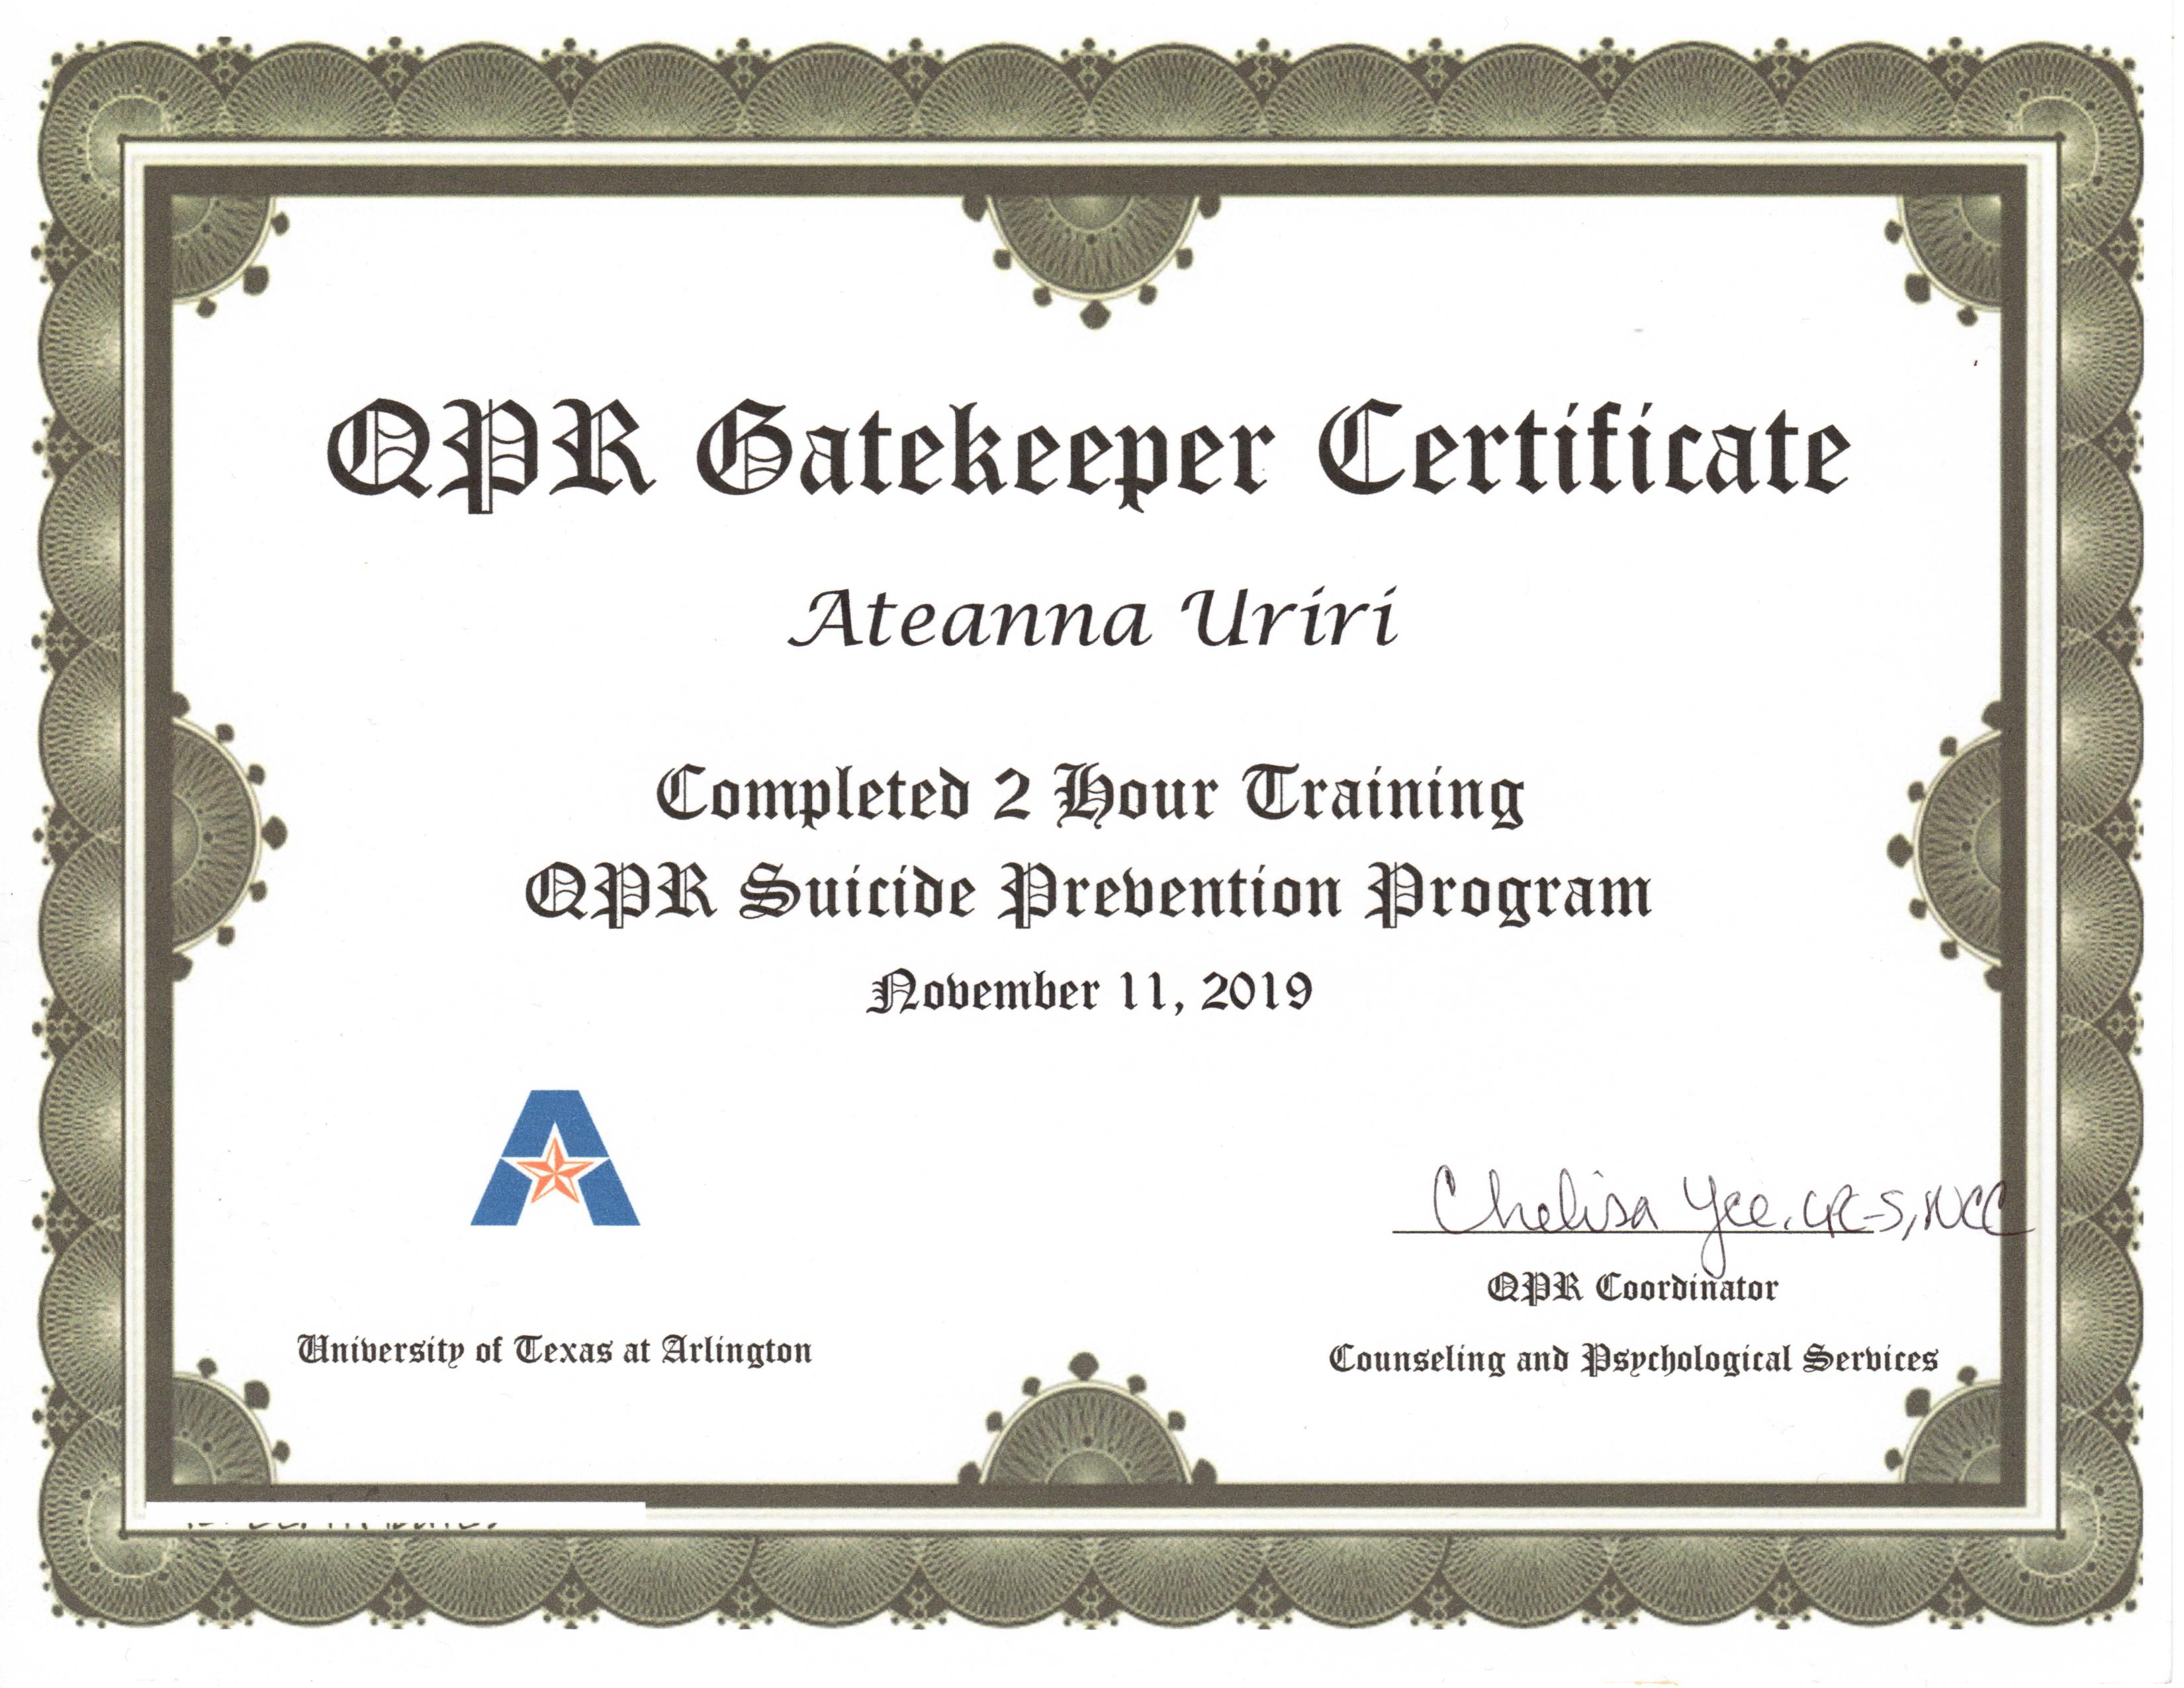 QPR Gatekeeper Certificate
Ateanna Uriri
Completed 2 Hour Training
QPR Suicide Prevention Program
November 11, 2019
Chelisa Yee, LPC-S, NCC
QPR Coordinator
University of Texas at Arlington
Counseling and Psychological Services